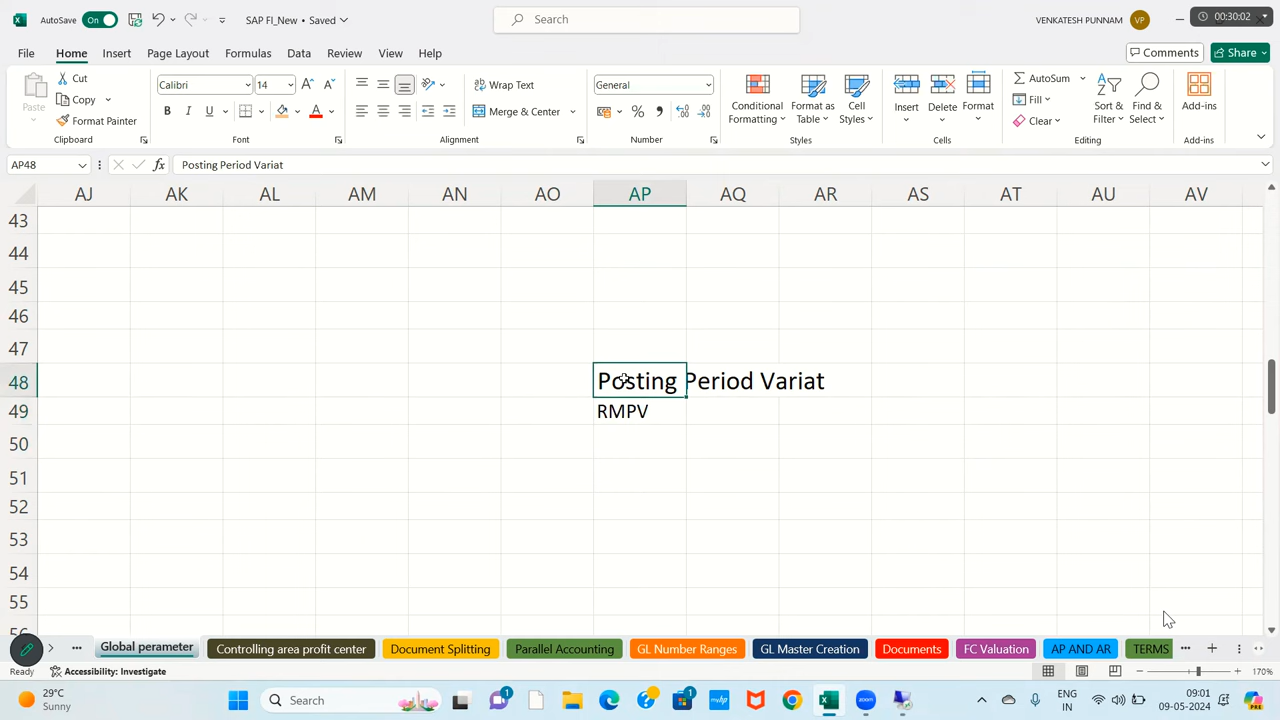 AutoSave On SAP FI_New • Saved Search VENKATESH PUNNAM VP 00:30:02
File Home Insert Page Layout Formulas Data Review View Help Comments Share
Paste Cut Copy Format Painter Clipboard
Calibri 14 B I U A Font
Wrap Text Merge & Center Alignment
General % Number
Conditional Formatting Format as Table Cell Styles Styles
Insert Delete Format Cells
AutoSum Fill Clear Sort & Filter Find & Select Editing
Add-ins Add-ins
AP48 fx Posting Period Variat
AJ AK AL AM AN AO AP AQ AR AS AT AU AV
43
44
45
46
47
48 Posting Period Variat
49 RMPV
50
51
52
53
54
55
Global perameter Controlling area profit center Document Splitting Parallel Accounting GL Number Ranges GL Master Creation Documents FC Valuation AP AND AR TERMS
Ready Accessibility: Investigate 170%
29°C Sunny Search ENG IN 09:01 09-05-2024